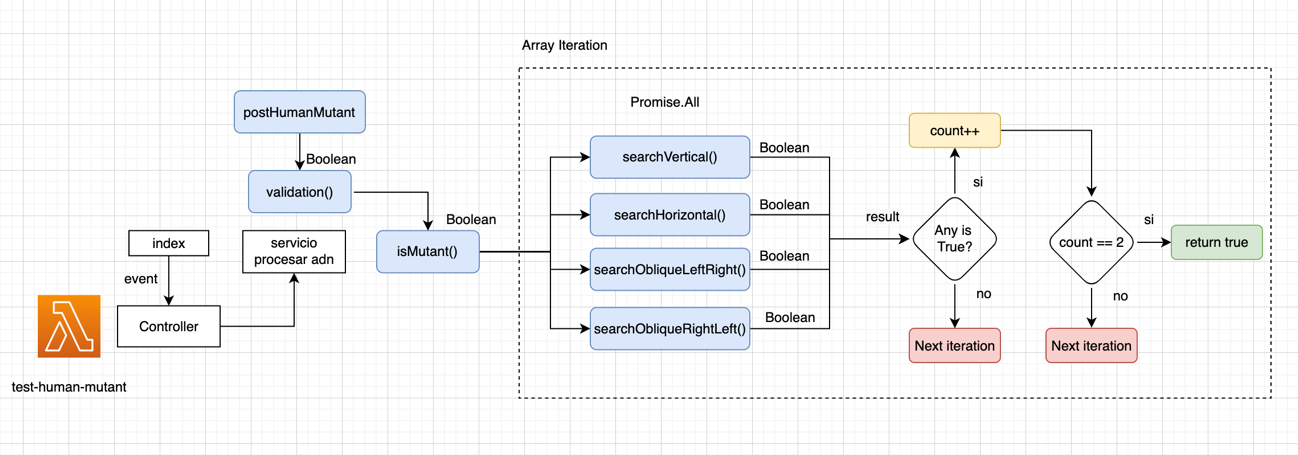 Array Iteration
Promise.All
postHumanMutant
Boolean
validation()
Boolean
isMutant()
index
event
Controller
servicio
procesar adn
test-human-mutant
searchVertical()
Boolean
searchHorizontal()
Boolean
searchObliqueLeftRight()
Boolean
searchObliqueRightLeft()
Boolean
result
Any is
True?
si
count++
no
Next iteration
count == 2
si
return true
no
Next iteration